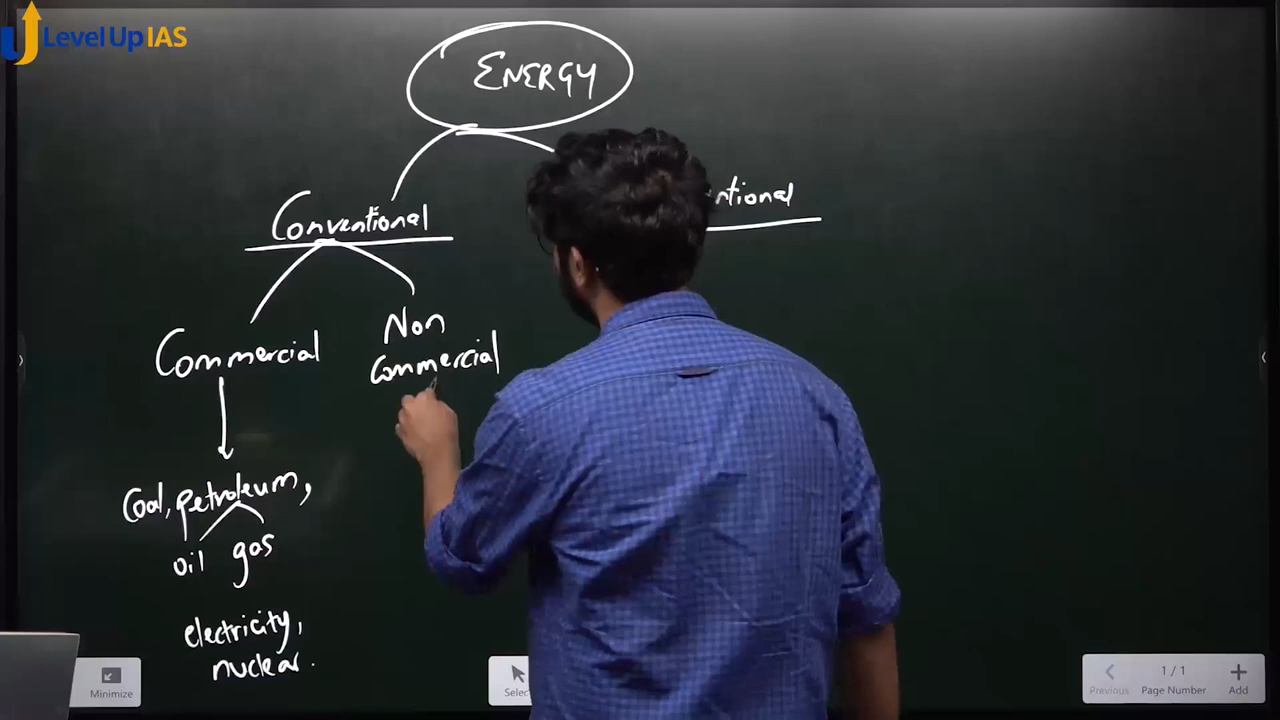 Level Up IAS
ENERGY
Conventional
ntional
Commercial
Non
Commercial
Coal, petroleum,
oil gas
electricity,
nuclear.
Minimize
Selec
Previous
1 / 1
Page Number
Add